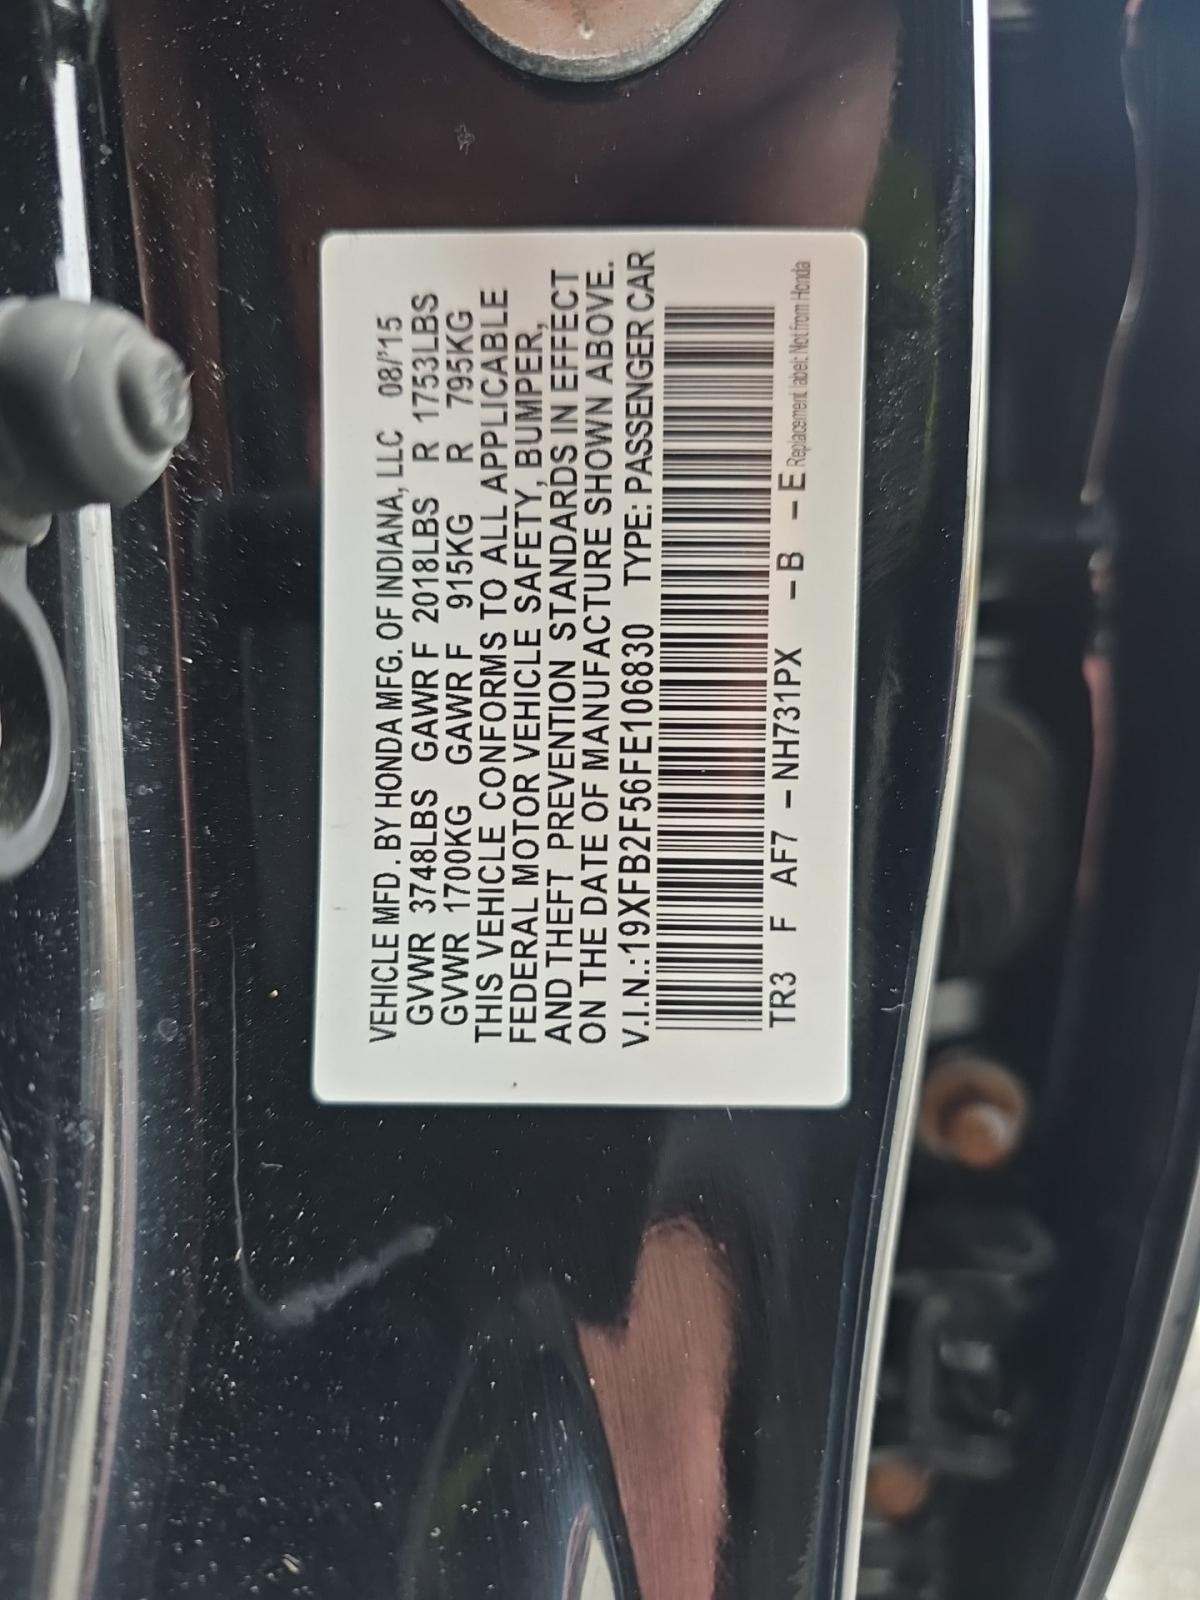 VEHICLE MFD. BY HONDA MFG. OF INDIANA, LLC 08/'15
GVWR 3748LBS GAWR F 2018LBS R 1753LBS
GVWR 1700KG GAWR F 915KG R 795KG
THIS VEHICLE CONFORMS TO ALL APPLICABLE
FEDERAL MOTOR VEHICLE SAFETY, BUMPER,
AND THEFT PREVENTION STANDARDS IN EFFECT
ON THE DATE OF MANUFACTURE SHOWN ABOVE.
V.I.N.:19XFB2F56FE106830 TYPE: PASSENGER CAR
TR3 F AF7 - NH731PX - B - E Replacement label: Not from Honda